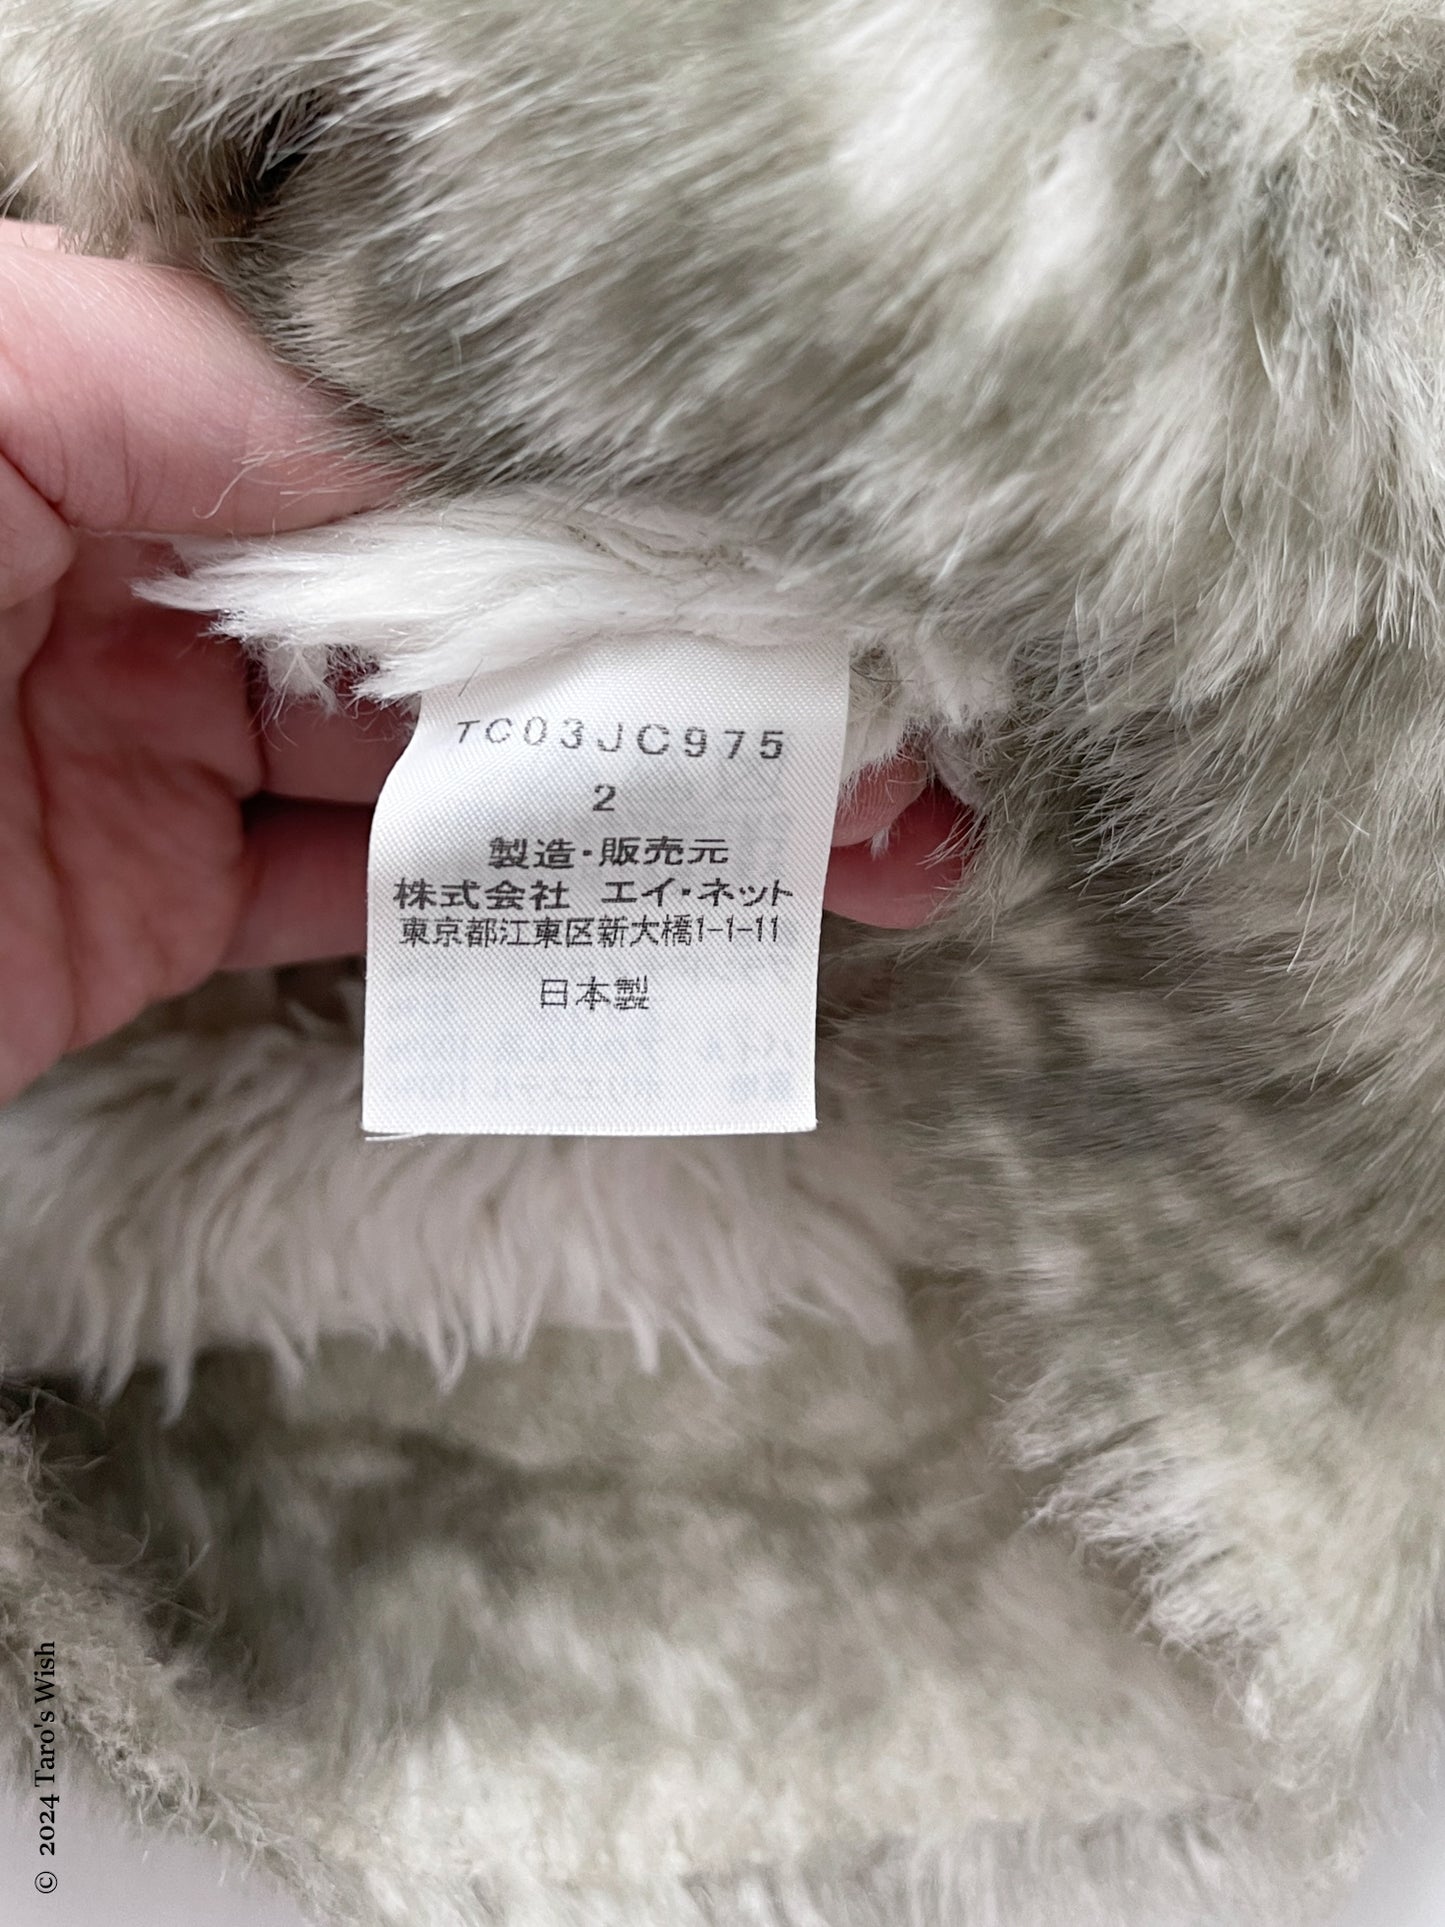 TC03JC975
2
製造・販売元
株式会社 エイ・ネット
東京都江東区新大橋1-1-11
日本製
© 2024 Taro's Wish